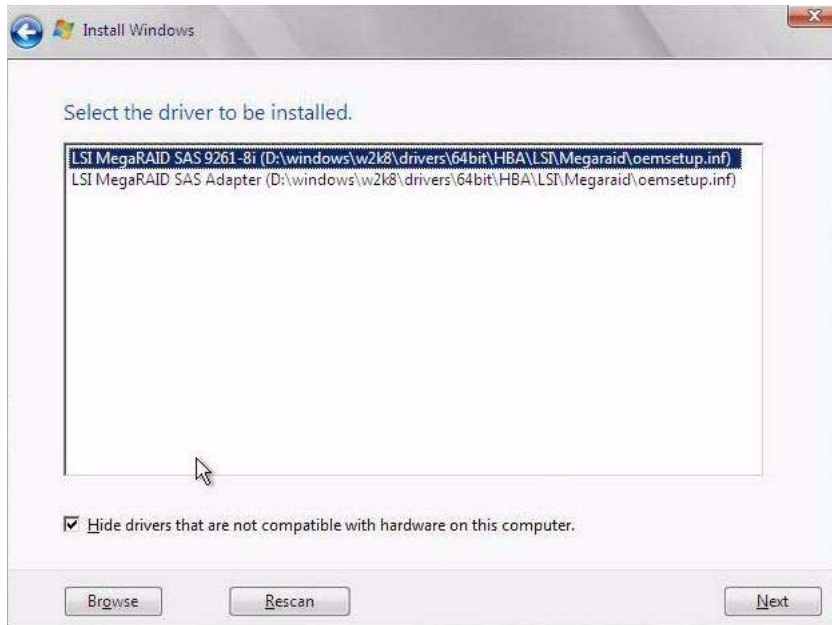 Install Windows
Select the driver to be installed.
LSI MegaRAID SAS 9261-8i (D:\windows\w2k8\drivers\64bit\HBA\LSI\Megaraid\oemsetup.inf)
LSI MegaRAID SAS Adapter (D:\windows\w2k8\drivers\64bit\HBA\LSI\Megaraid\oemsetup.inf)
Hide drivers that are not compatible with hardware on this computer.
Browse Rescan Next